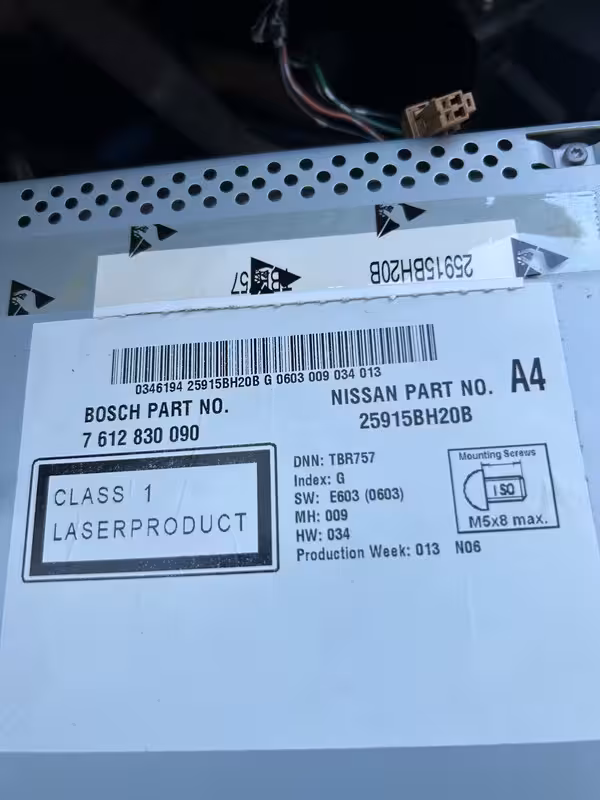 25915BH20B
0346194 25915BH20B G 0603 009 034 013
BOSCH PART NO.
7 612 830 090
NISSAN PART NO.
25915BH20B
A4
CLASS 1
LASERPRODUCT
DNN: TBR757
Index: G
SW: E603 (0603)
MH: 009
HW: 034
Production Week: 013 N06
Mounting Screws
ISO
M5x8 max.